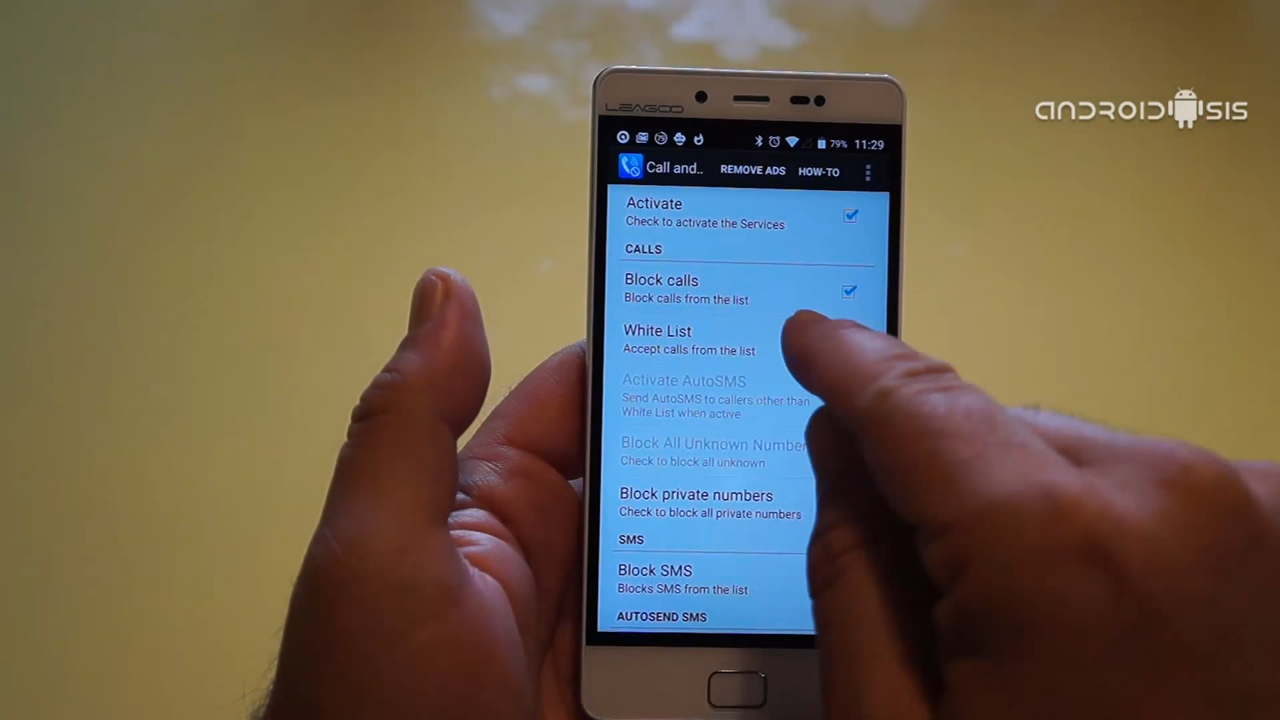 ANDROIDSIS
LEAGOO
79% 11:29
Call and.. REMOVE ADS HOW-TO
Activate
Check to activate the Services
CALLS
Block calls
Block calls from the list
White List
Accept calls from the list
Activate AutoSMS
Send AutoSMS to callers other than
White List when active
Block All Unknown Number
Check to block all unknown
Block private numbers
Check to block all private numbers
SMS
Block SMS
Blocks SMS from the list
AUTOSEND SMS